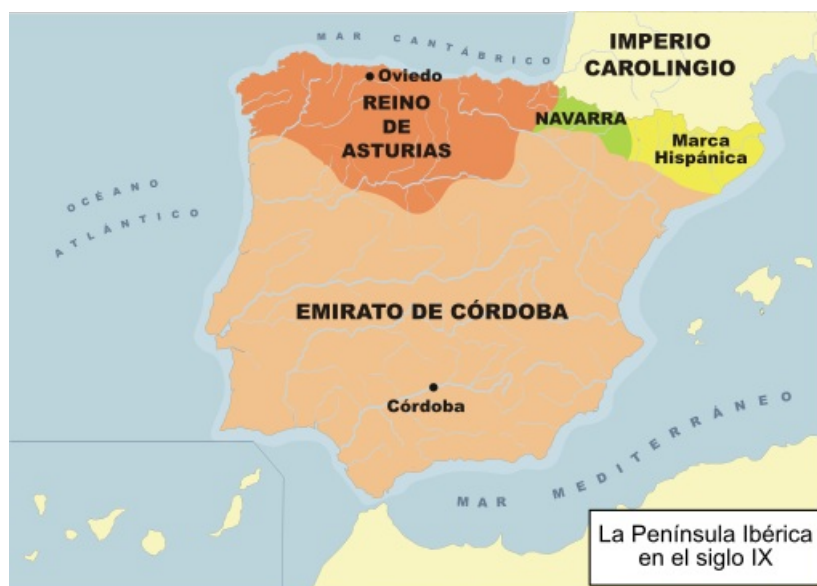 MAR CANTÁBRICO
IMPERIO
CAROLINGIO
Oviedo
REINO
DE
ASTURIAS
NAVARRA
Marca
Hispánica
OCÉANO
ATLÁNTICO
EMIRATO DE CÓRDOBA
Córdoba
MAR MEDITERRÁNEO
La Península Ibérica
en el siglo IX